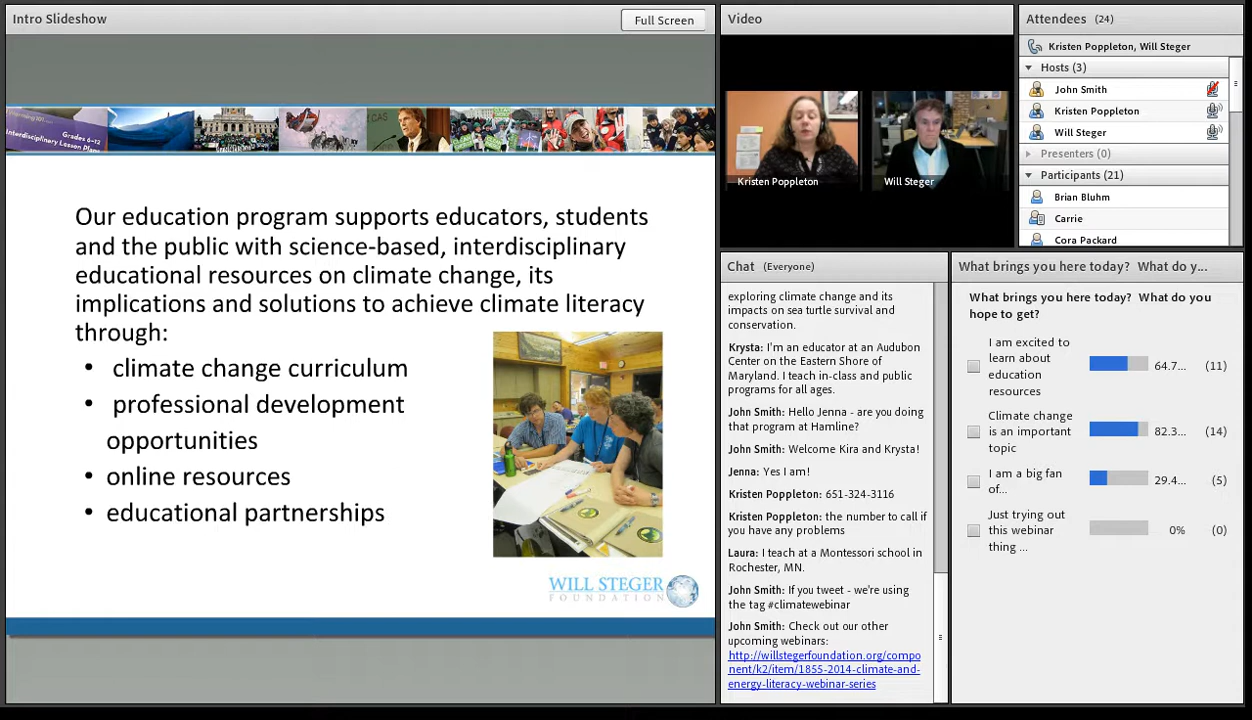 Intro Slideshow
Full Screen
Grades 6-12
Interdisciplinary Lesson Plans
Our education program supports educators, students
and the public with science-based, interdisciplinary
educational resources on climate change, its
implications and solutions to achieve climate literacy
through:
• climate change curriculum
• professional development
opportunities
• online resources
• educational partnerships
WILL STEGER
FOUNDATION
Video
Kristen Poppleton
Will Steger
Attendees (24)
Kristen Poppleton, Will Steger
Hosts (3)
John Smith
Kristen Poppleton
Will Steger
Presenters (0)
Participants (21)
Brian Bluhm
Carrie
Cora Packard
Chat (Everyone)
exploring climate change and its
impacts on sea turtle survival and
conservation.
Krysta: I'm an educator at an Audubon
Center on the Eastern Shore of
Maryland. I teach in-class and public
programs for all ages.
John Smith: Hello Jenna - are you doing
that program at Hamline?
John Smith: Welcome Kira and Krysta!
Jenna: Yes I am!
Kristen Poppleton: 651-324-3116
Kristen Poppleton: the number to call if
you have any problems
Laura: I teach at a Montessori school in
Rochester, MN.
John Smith: If you tweet - we're using
the tag #climatewebinar
John Smith: Check out our other
upcoming webinars:
http://willstegerfoundation.org/compo
nent/k2/item/1855-2014-climate-and-
energy-literacy-webinar-series
What brings you here today? What do y...
What brings you here today? What do you
hope to get?
I am excited to
learn about
education
resources
64.7... (11)
Climate change
is an important
topic
82.3... (14)
I am a big fan
of...
29.4... (5)
Just trying out
this webinar
thing ...
0% (0)